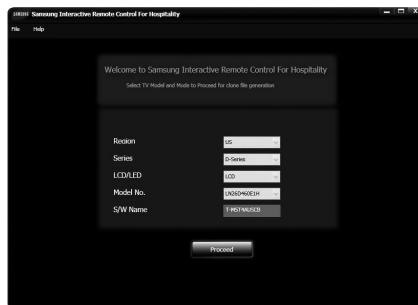 SAMSUNG Samsung Interactive Remote Control For Hospitality
File Help
Welcome to Samsung Interactive Remote Control For Hospitality
Select TV Model and Mode to Proceed for clone file generation
Region US
Series D-Series
LCD/LED LCD
Model No. LN26D460E1H
S/W Name T-MST4AUSCB
Proceed